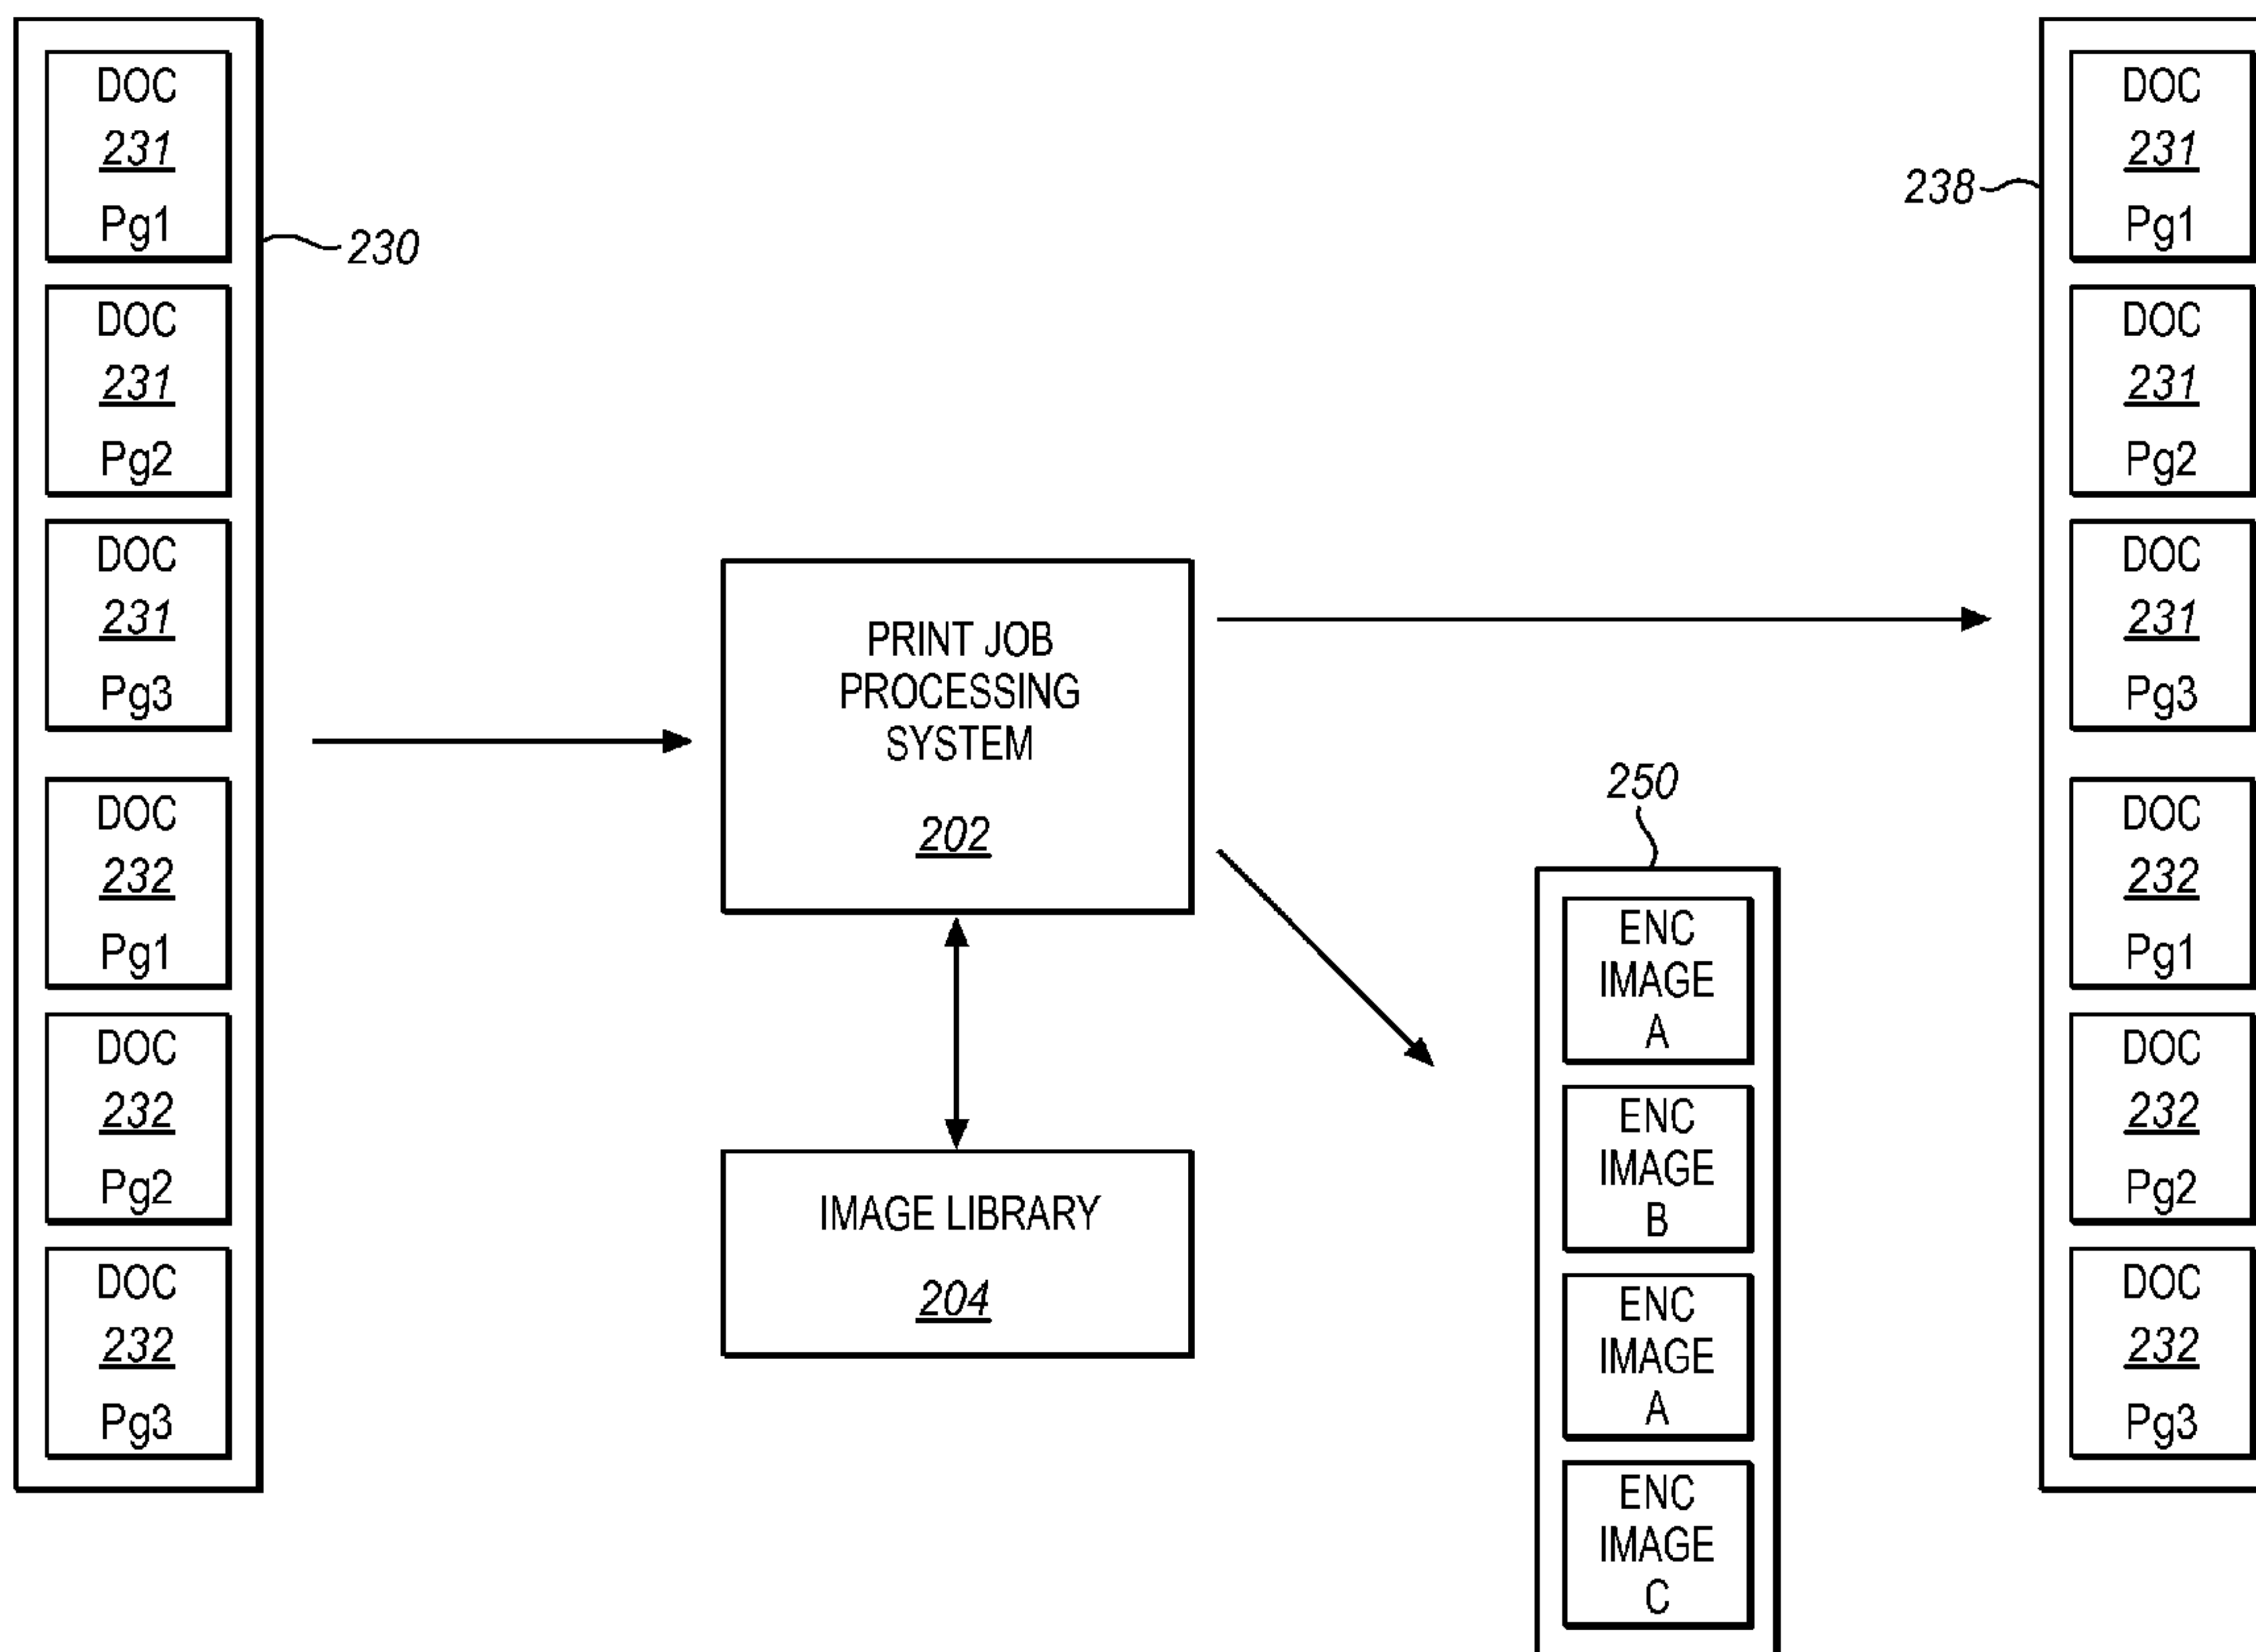 DOC
231
Pg1
DOC
231
Pg2
DOC
231
Pg3
DOC
232
Pg1
DOC
232
Pg2
DOC
232
Pg3
230
PRINT JOB
PROCESSING
SYSTEM
202
IMAGE LIBRARY
204
250
ENC
IMAGE
A
ENC
IMAGE
B
ENC
IMAGE
A
ENC
IMAGE
C
238
DOC
231
Pg1
DOC
231
Pg2
DOC
231
Pg3
DOC
232
Pg1
DOC
232
Pg2
DOC
232
Pg3